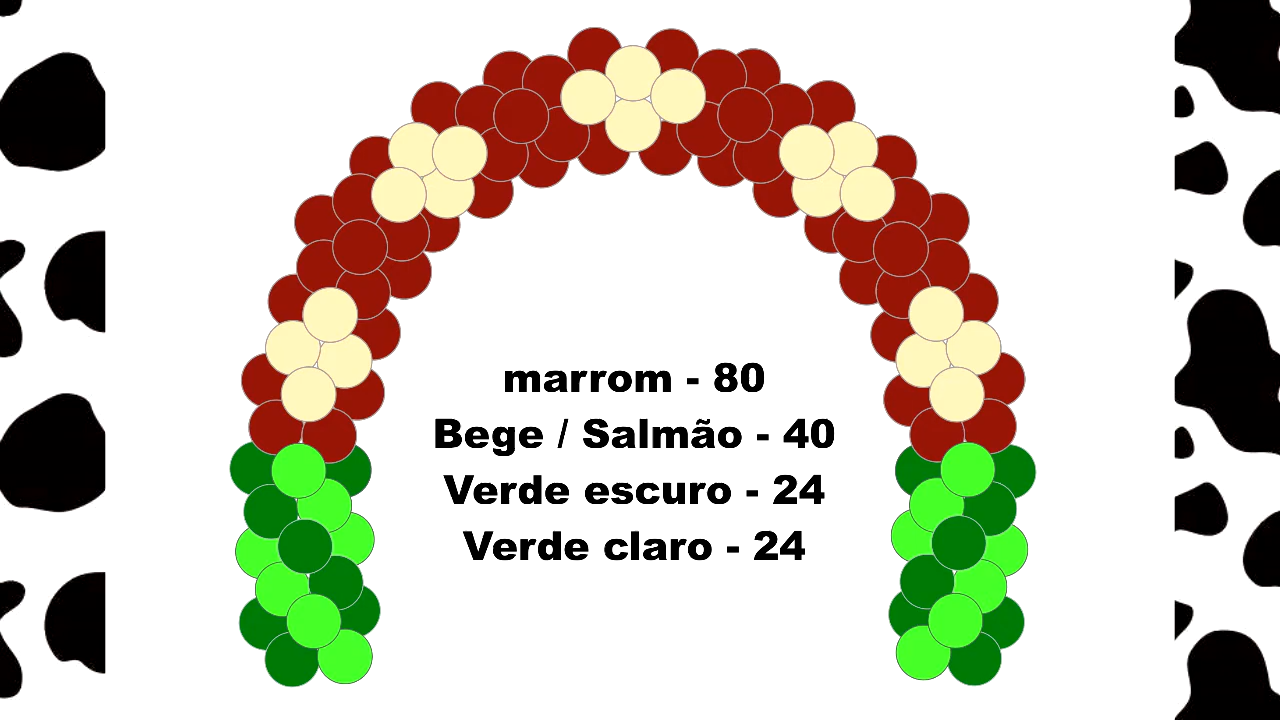 marrom - 80
Bege / Salmão - 40
Verde escuro - 24
Verde claro - 24